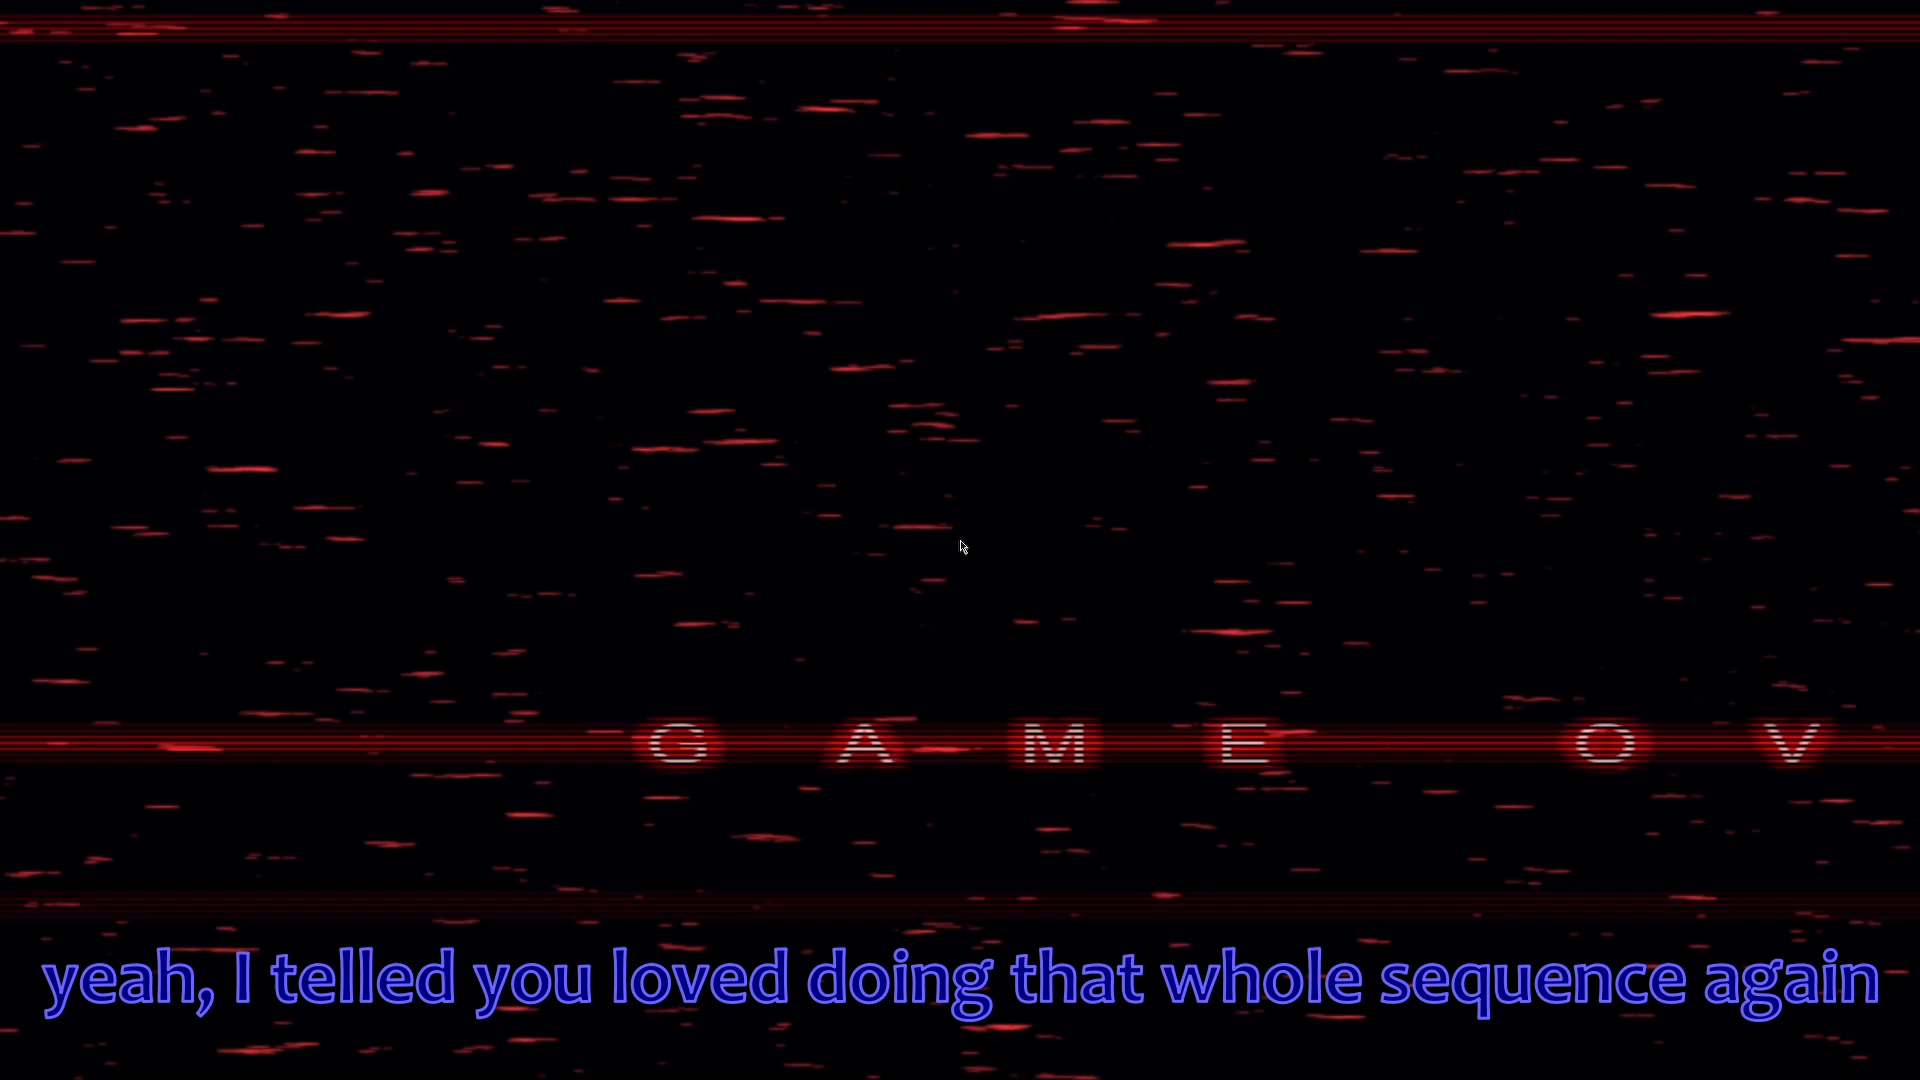 G A M E O V
yeah, I telled you loved doing that whole sequence again